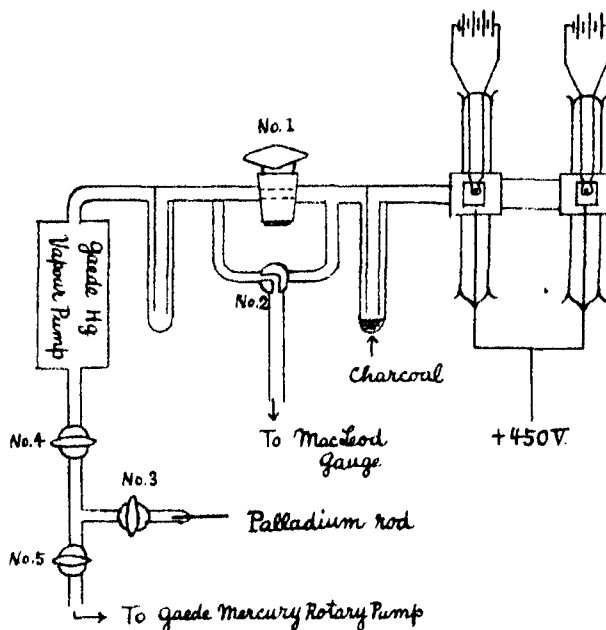 No.1
Gaede Hg
Vapour Pump
No.2
Charcoal
To MacLeod
Gauge
+450V.
No.4
No.3
Palladium rod
No.5
To Gaede Mercury Rotary Pump